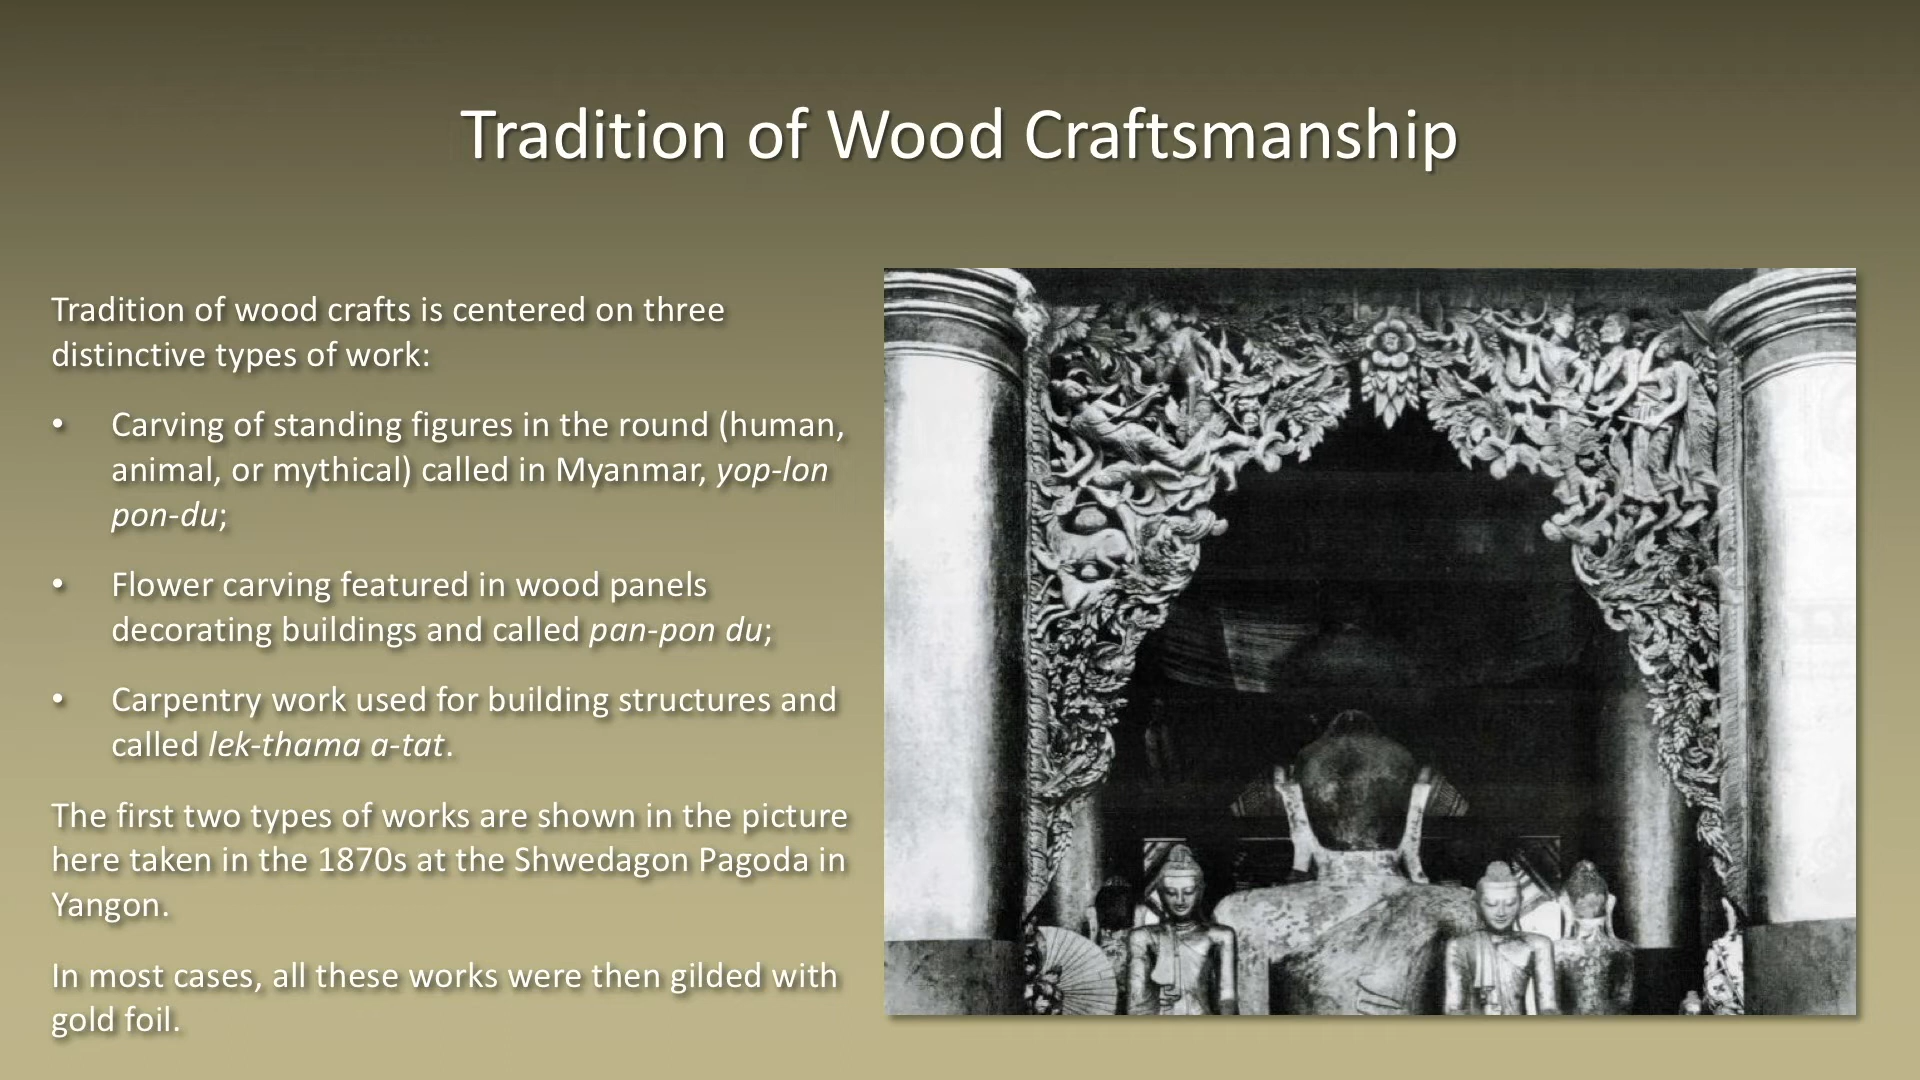 Tradition of Wood Craftsmanship
Tradition of wood crafts is centered on three
distinctive types of work:
• Carving of standing figures in the round (human,
animal, or mythical) called in Myanmar, yop-lon
pon-du;
• Flower carving featured in wood panels
decorating buildings and called pan-pon du;
• Carpentry work used for building structures and
called lek-thama a-tat.
The first two types of works are shown in the picture
here taken in the 1870s at the Shwedagon Pagoda in
Yangon.
In most cases, all these works were then gilded with
gold foil.